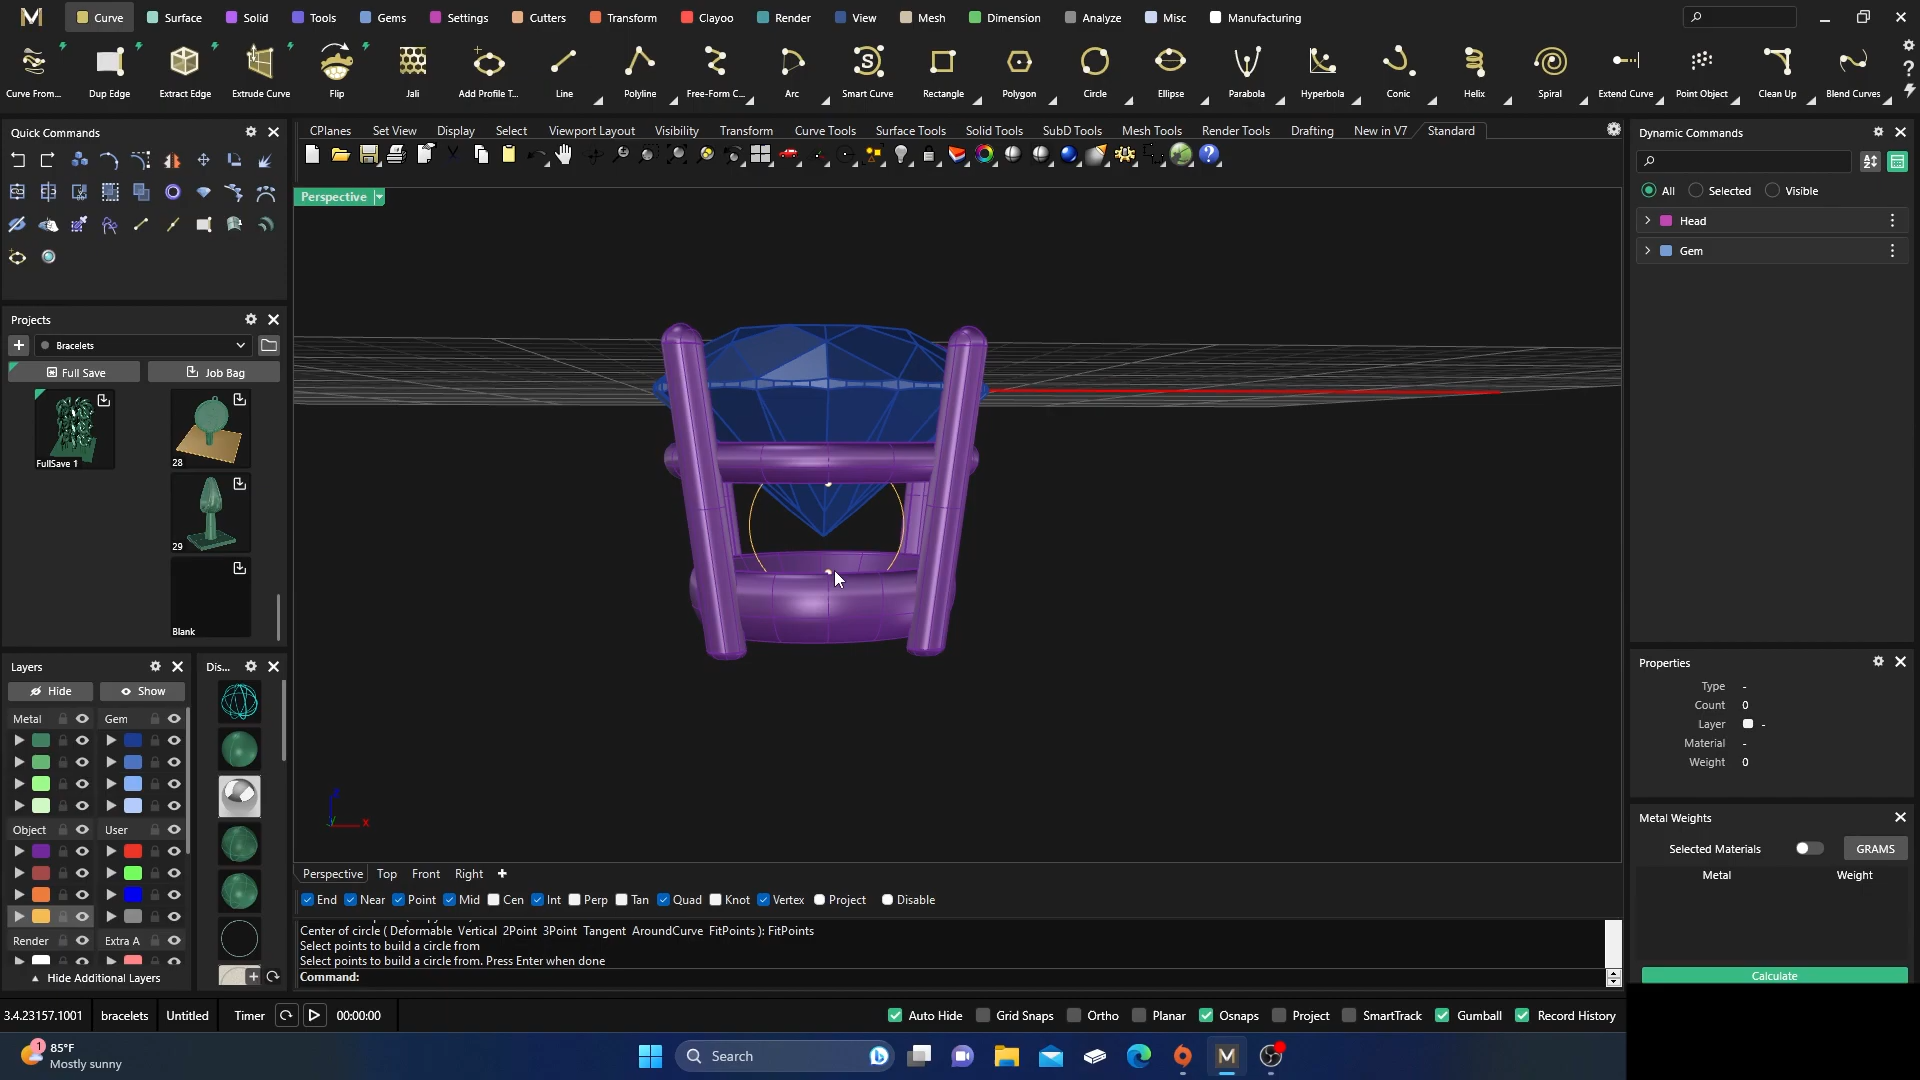 Curve
Surface
Solid
Tools
Gems
Settings
Cutters
Transform
Clayoo
Render
View
Mesh
Dimension
Analyze
Misc
Manufacturing
Curve From...
Dup Edge
Extract Edge
Extrude Curve
Flip
Jali
Add Profile T...
Line
Polyline
Free-Form C...
Arc
Smart Curve
Rectangle
Polygon
Circle
Ellipse
Parabola
Hyperbola
Conic
Helix
Spiral
Extend Curve
Point Object
Clean Up
Blend Curves
Quick Commands
CPlanes
Set View
Display
Select
Viewport Layout
Visibility
Transform
Curve Tools
Surface Tools
Solid Tools
SubD Tools
Mesh Tools
Render Tools
Drafting
New in V7
Standard
Dynamic Commands
All
Selected
Visible
Head
Gem
Perspective
Projects
Bracelets
Full Save
Job Bag
FullSave 1
28
29
Blank
Layers
Dis...
Hide
Show
Metal
Gem
Object
User
Render
Extra A
Hide Additional Layers
z
x
y
Perspective
Top
Front
Right
End
Near
Point
Mid
Cen
Int
Perp
Tan
Quad
Knot
Vertex
Project
Disable
Center of circle ( Deformable Vertical 2Point 3Point Tangent AroundCurve FitPoints ): FitPoints
Select points to build a circle from
Select points to build a circle from. Press Enter when done
Command:
Properties
Type -
Count 0
Layer -
Material -
Weight 0
Metal Weights
Selected Materials
GRAMS
Metal
Weight
Calculate
3.4.23157.1001
bracelets
Untitled
Timer
00:00:00
Auto Hide
Grid Snaps
Ortho
Planar
Osnaps
Project
SmartTrack
Gumball
Record History
1
85°F
Mostly sunny
Search